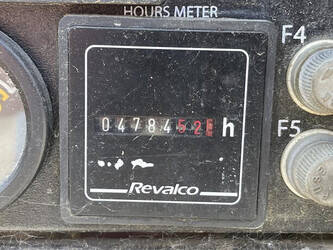 HOURS METER
F4
0478452 h
F5
Revalco